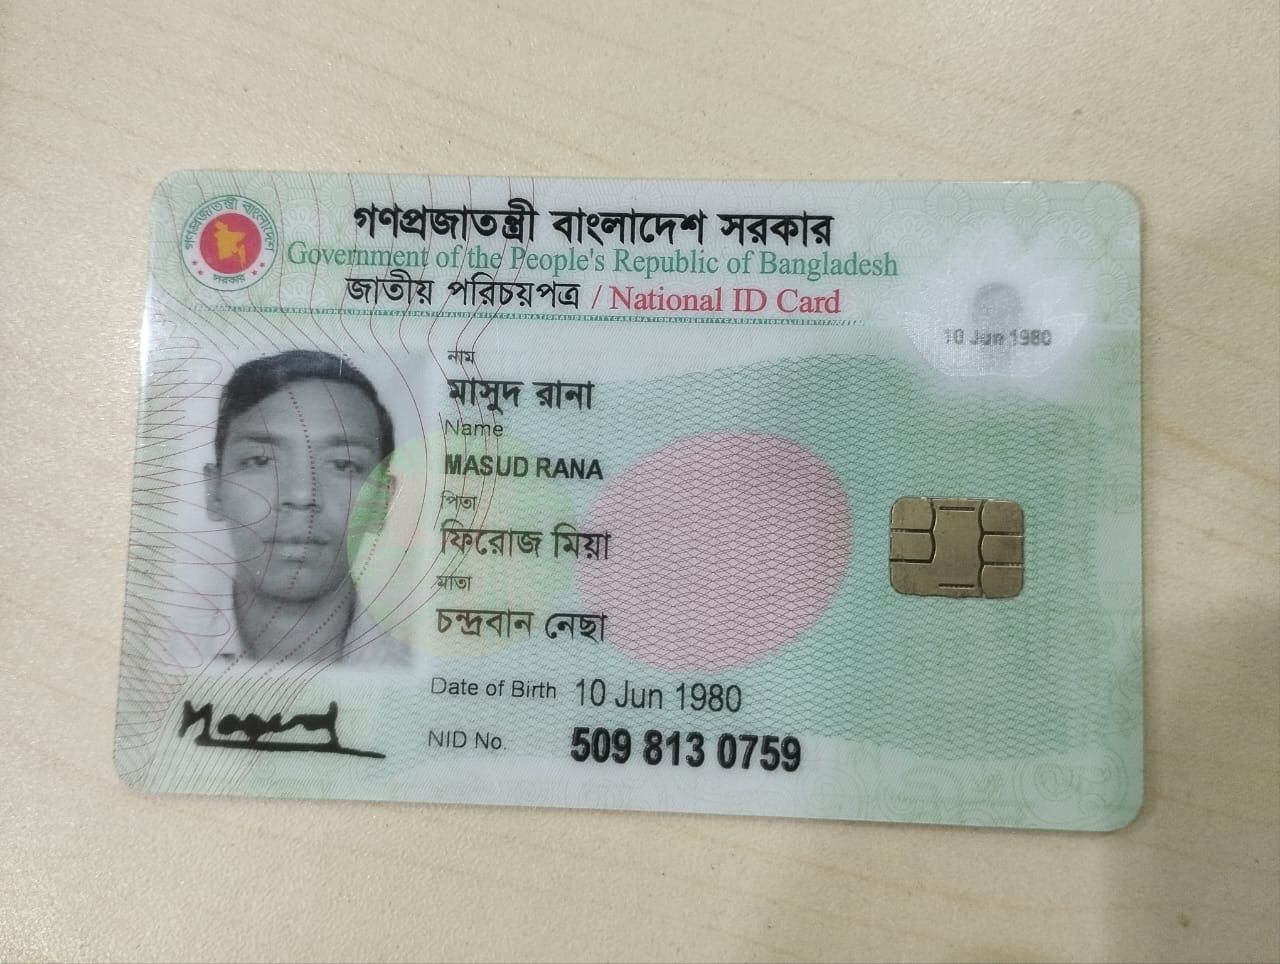 গণপ্রজাতন্ত্রী বাংলাদেশ সরকার
Government of the People's Republic of Bangladesh
জাতীয় পরিচয়পত্র / National ID Card
গণপ্রজাতন্ত্রী বাংলাদেশ
সরকার
10 Jun 1980
নাম
মাসুদ রানা
Name
MASUD RANA
পিতা
ফিরোজ মিয়া
মাতা
চন্দ্রবান নেছা
Date of Birth 10 Jun 1980
NID No. 509 813 0759